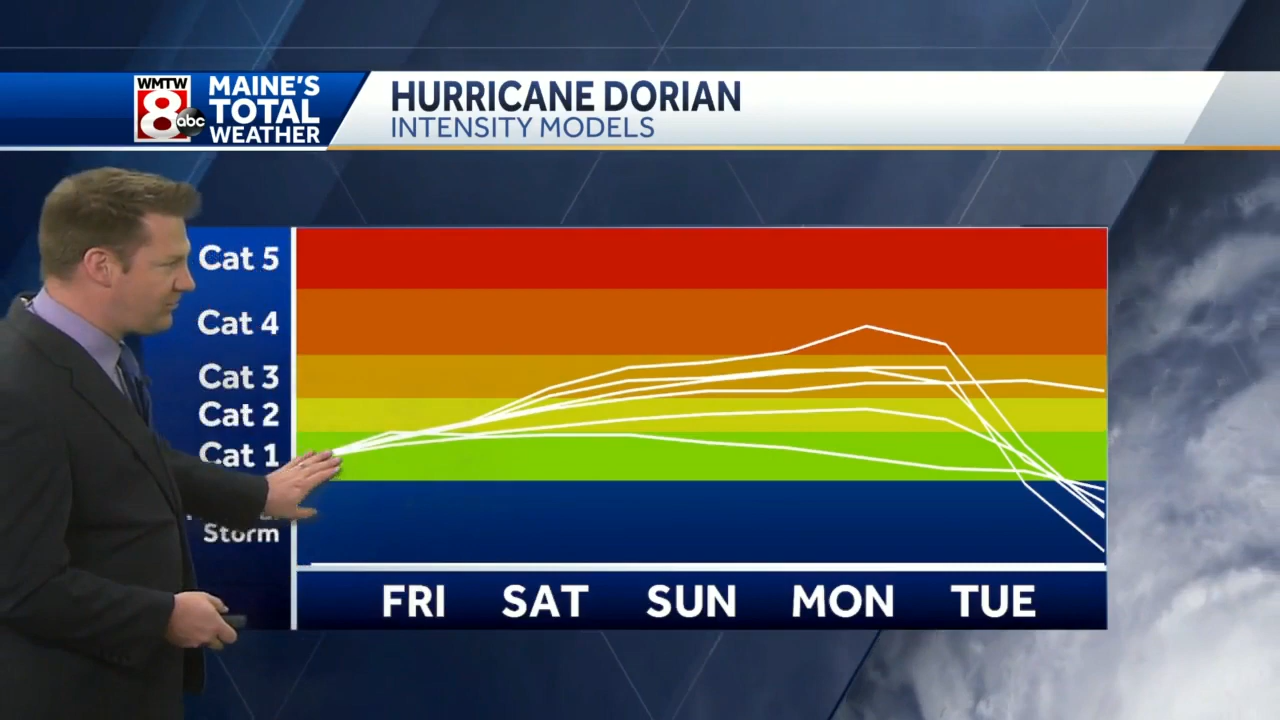 WMTW
8
abc
MAINE'S
TOTAL
WEATHER
HURRICANE DORIAN
INTENSITY MODELS
Cat 5
Cat 4
Cat 3
Cat 2
Cat 1
Storm
FRI SAT SUN MON TUE